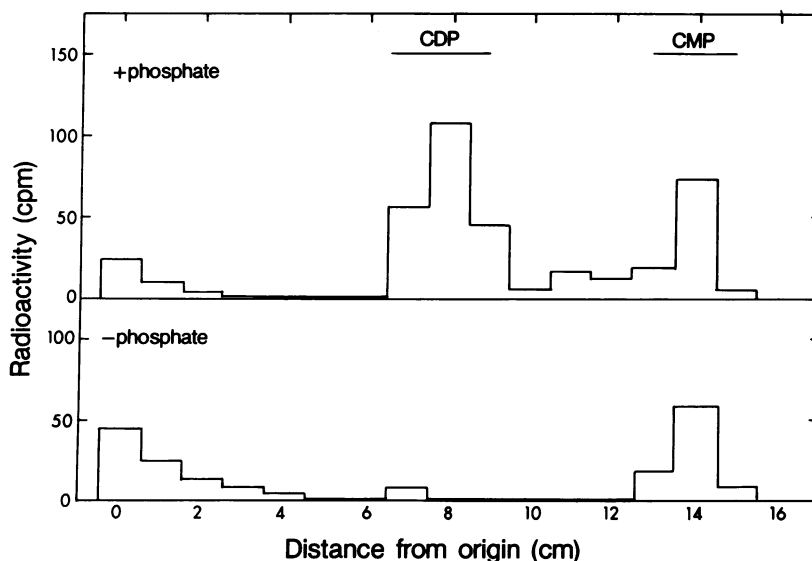 CDP CMP
150
+phosphate
100
50
0
Radioactivity (cpm)
-phosphate
100
50
0
0 2 4 6 8 10 12 14 16
Distance from origin (cm)